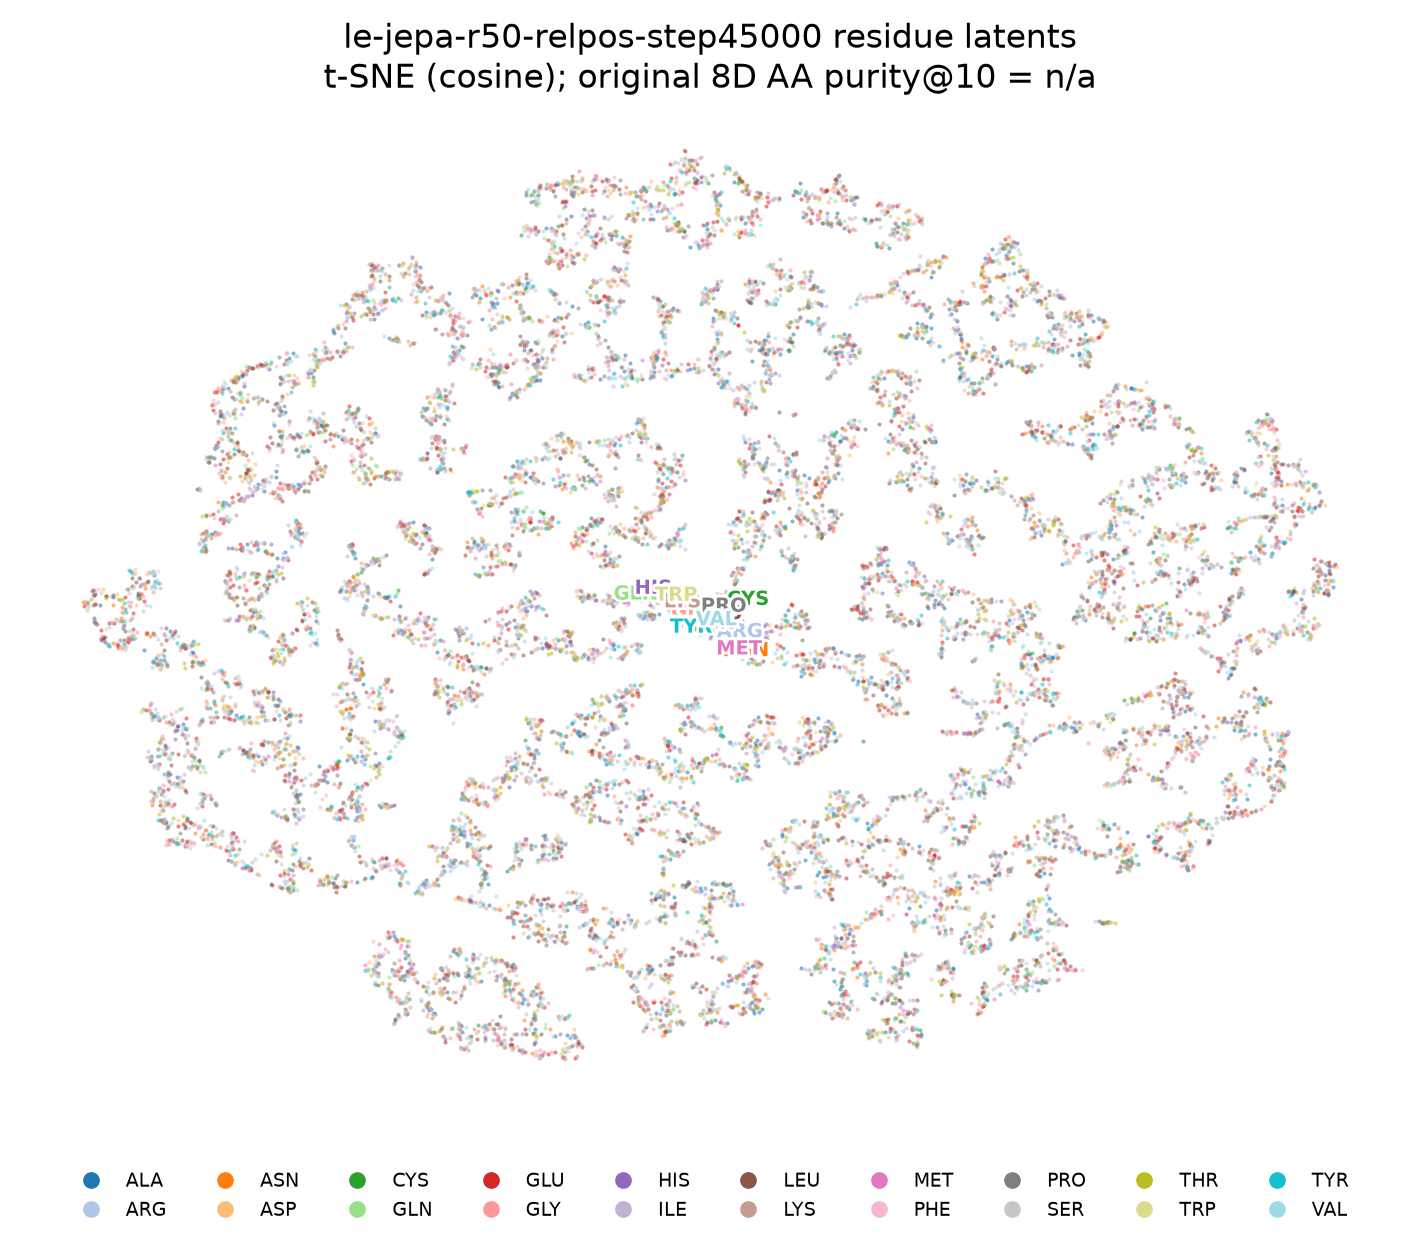 le-jepa-r50-relpos-step45000 residue latents
t-SNE (cosine); original 8D AA purity@10 = n/a
HIS
TRP
CYS
PRO
VAL
TYR
ARG
MET
ALA ASN CYS GLU HIS LEU MET PRO THR TYR
ARG ASP GLN GLY ILE LYS PHE SER TRP VAL